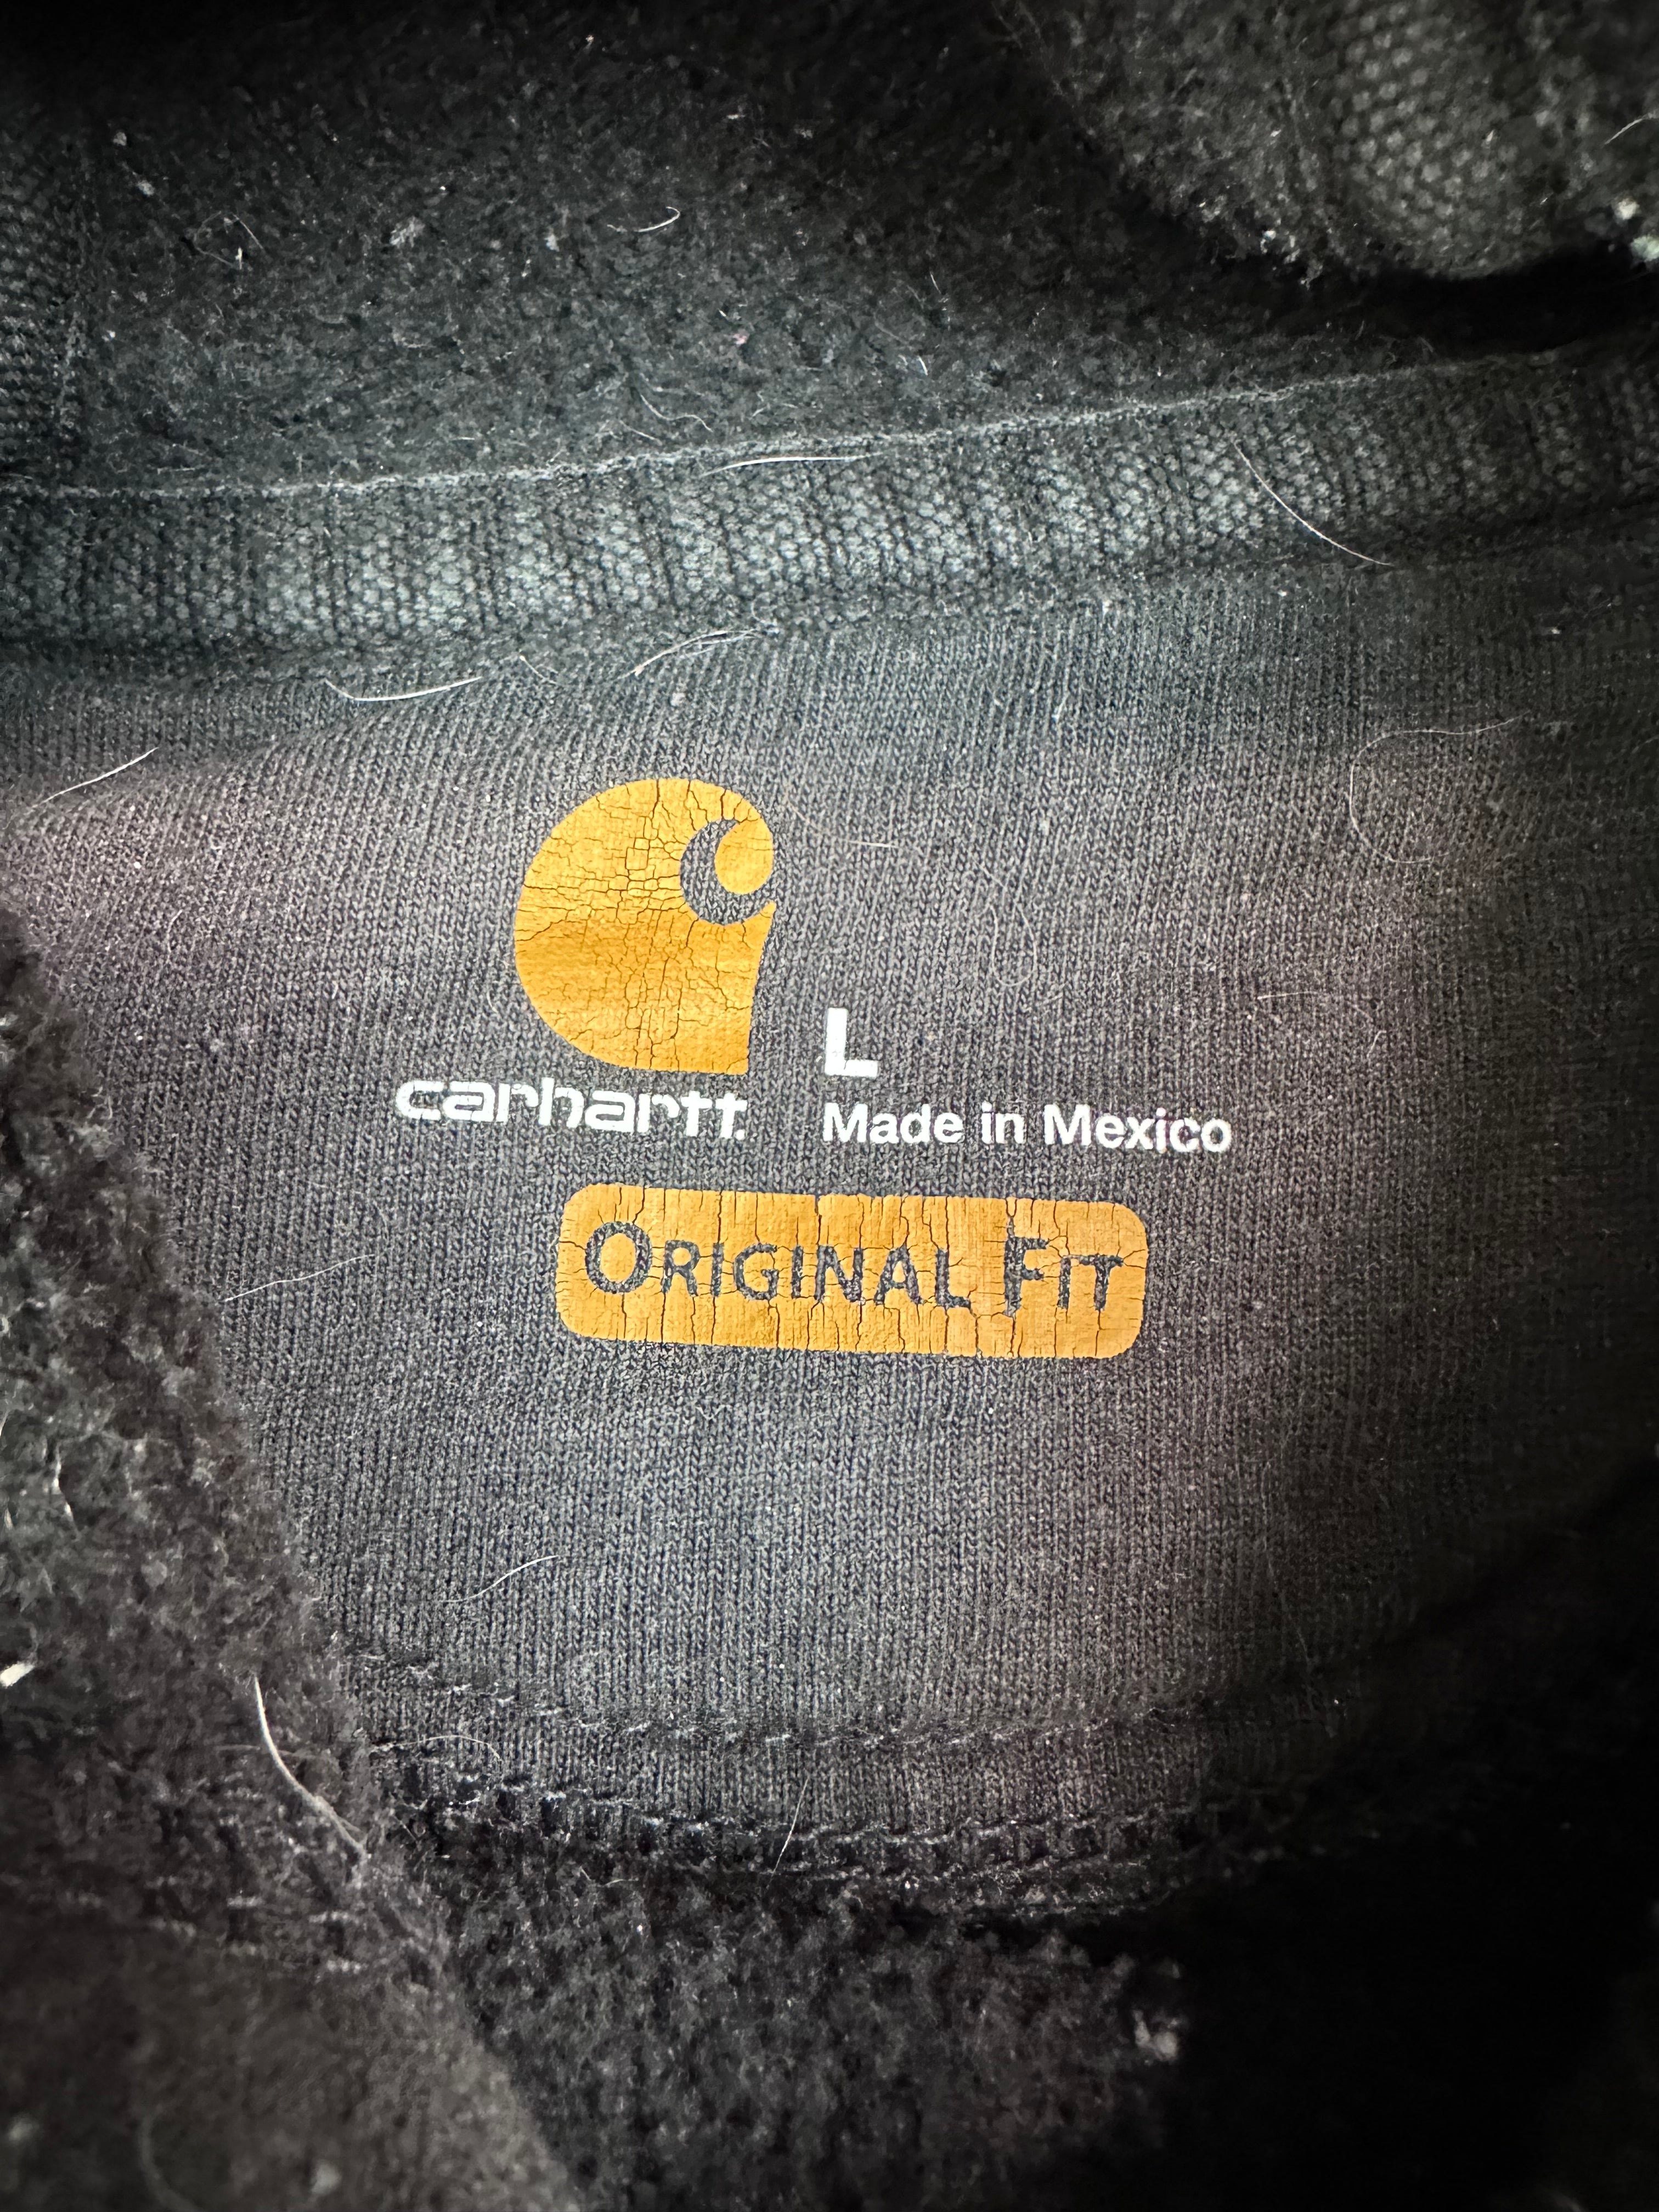 carhartt.
L
Made in Mexico
ORIGINAL FIT